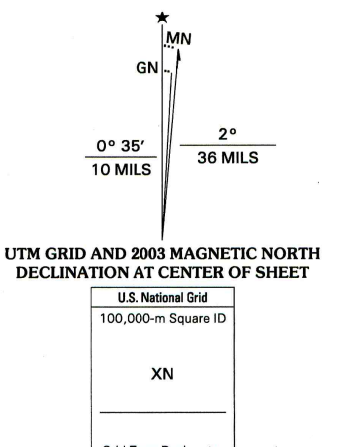 ★
MN
GN
0° 35′
10 MILS
2°
36 MILS
UTM GRID AND 2003 MAGNETIC NORTH
DECLINATION AT CENTER OF SHEET
U.S. National Grid
100,000-m Square ID
XN